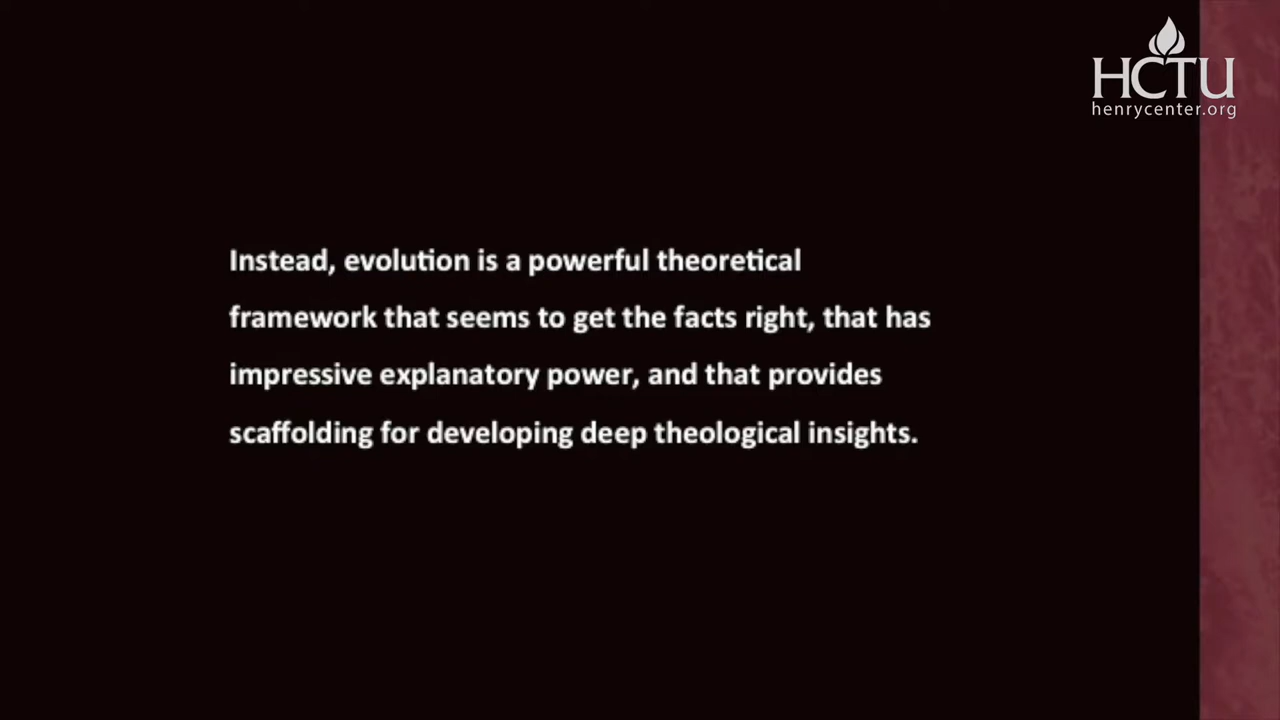 HCTU
henrycenter.org
Instead, evolution is a powerful theoretical
framework that seems to get the facts right, that has
impressive explanatory power, and that provides
scaffolding for developing deep theological insights.